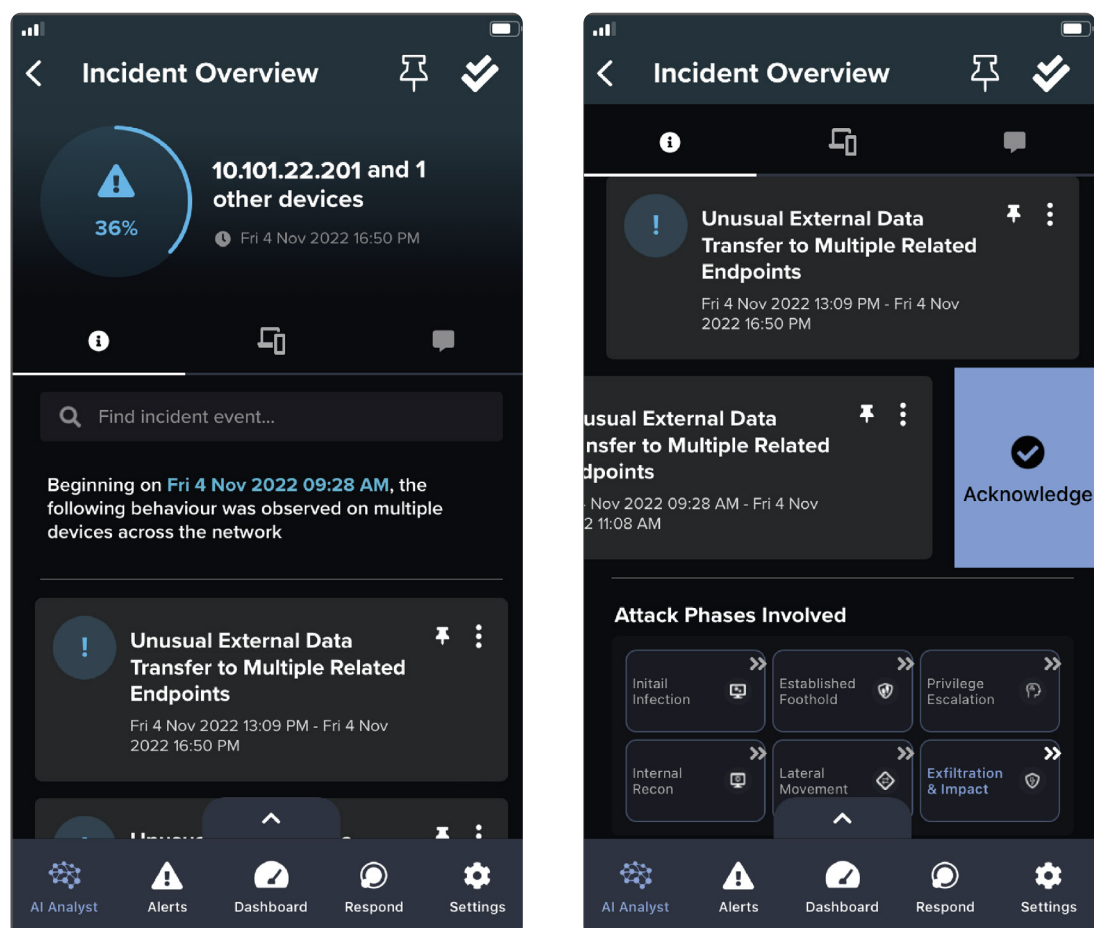 Incident Overview
36%
10.101.22.201 and 1
other devices
Fri 4 Nov 2022 16:50 PM
Find incident event...
Beginning on Fri 4 Nov 2022 09:28 AM, the
following behaviour was observed on multiple
devices across the network
Unusual External Data
Transfer to Multiple Related
Endpoints
Fri 4 Nov 2022 13:09 PM - Fri 4 Nov
2022 16:50 PM
AI Analyst
Alerts
Dashboard
Respond
Settings
Incident Overview
Unusual External Data
Transfer to Multiple Related
Endpoints
Fri 4 Nov 2022 13:09 PM - Fri 4 Nov
2022 16:50 PM
usual External Data
nsfer to Multiple Related
dpoints
Nov 2022 09:28 AM - Fri 4 Nov
2 11:08 AM
Acknowledge
Attack Phases Involved
Initail
Infection
Established
Foothold
Privilege
Escalation
Internal
Recon
Lateral
Movement
Exfiltration
& Impact
AI Analyst
Alerts
Dashboard
Respond
Settings